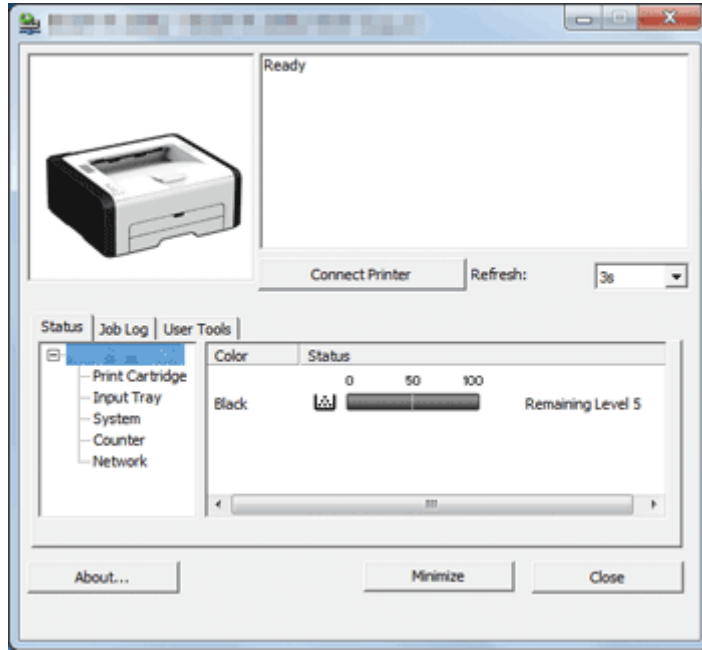 Ready
Connect Printer
Refresh:
3s
Status
Job Log
User Tools
Print Cartridge
Input Tray
System
Counter
Network
Color
Status
0 50 100
Black
Remaining Level 5
About...
Minimize
Close